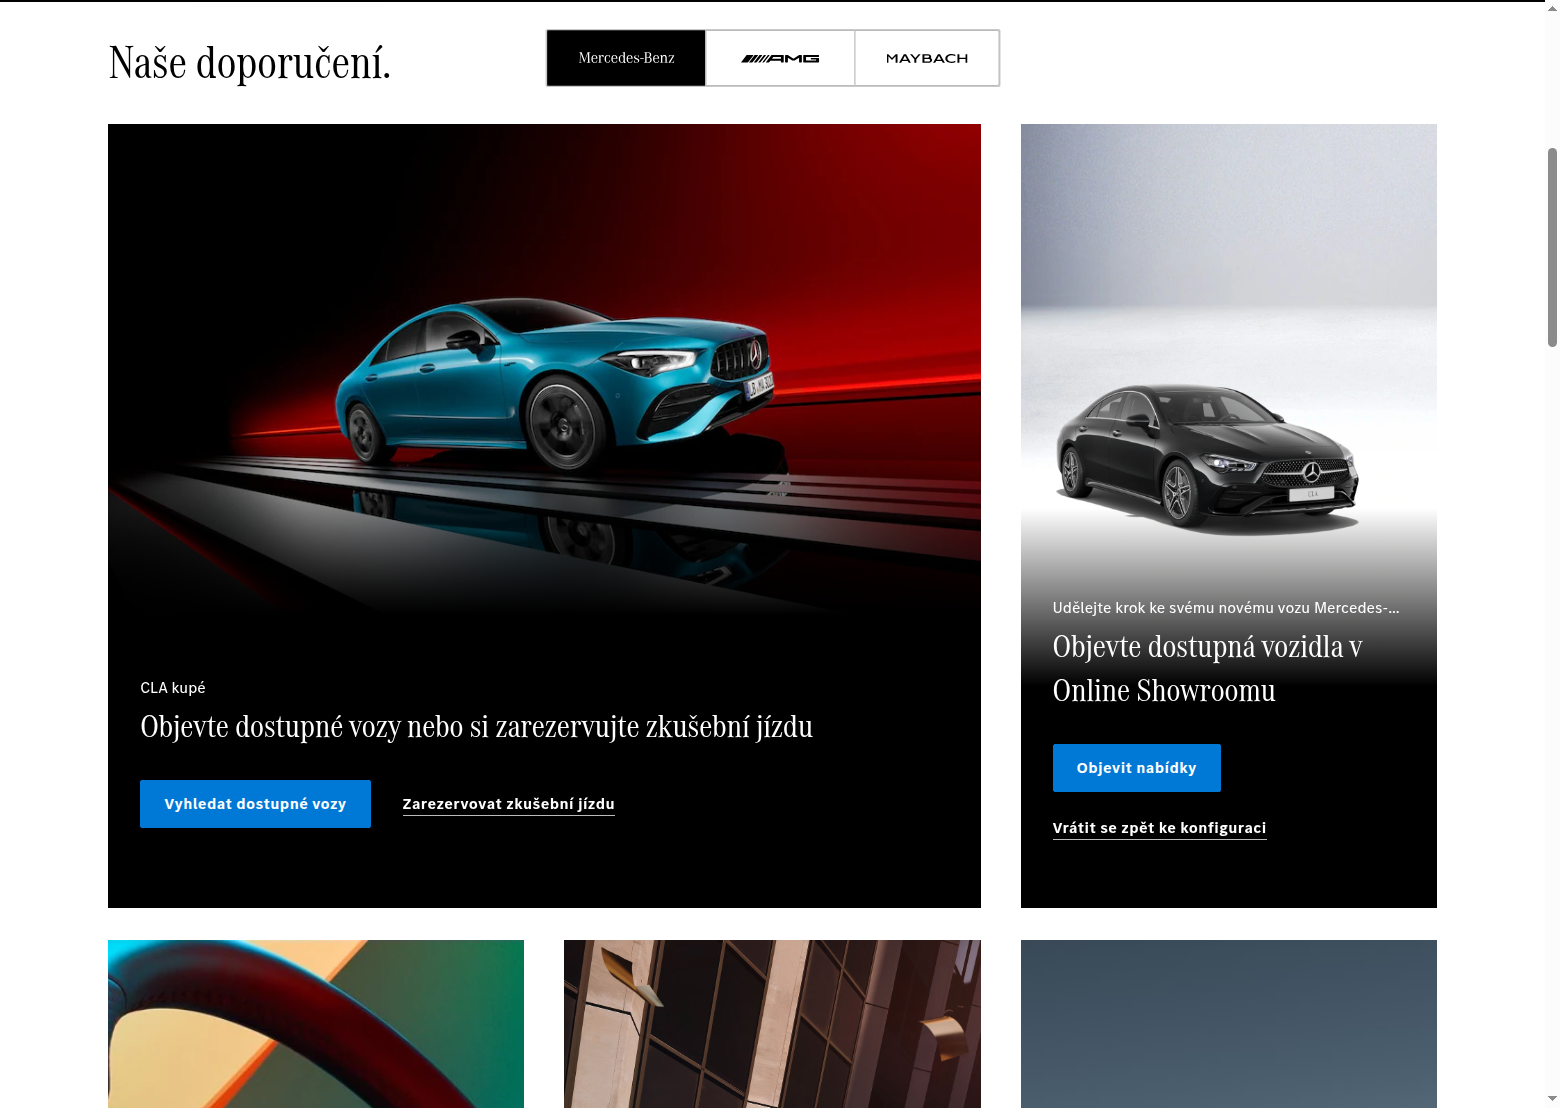 Naše doporučení.
Mercedes-Benz
AMG
MAYBACH
CLA
CLA kupé
Objevte dostupné vozy nebo si zarezervujte zkušební jízdu
Vyhledat dostupné vozy
Zarezervovat zkušební jízdu
Udělejte krok ke svému novému vozu Mercedes-...
Objevte dostupná vozidla v
Online Showroomu
Objevit nabídky
Vrátit se zpět ke konfiguraci